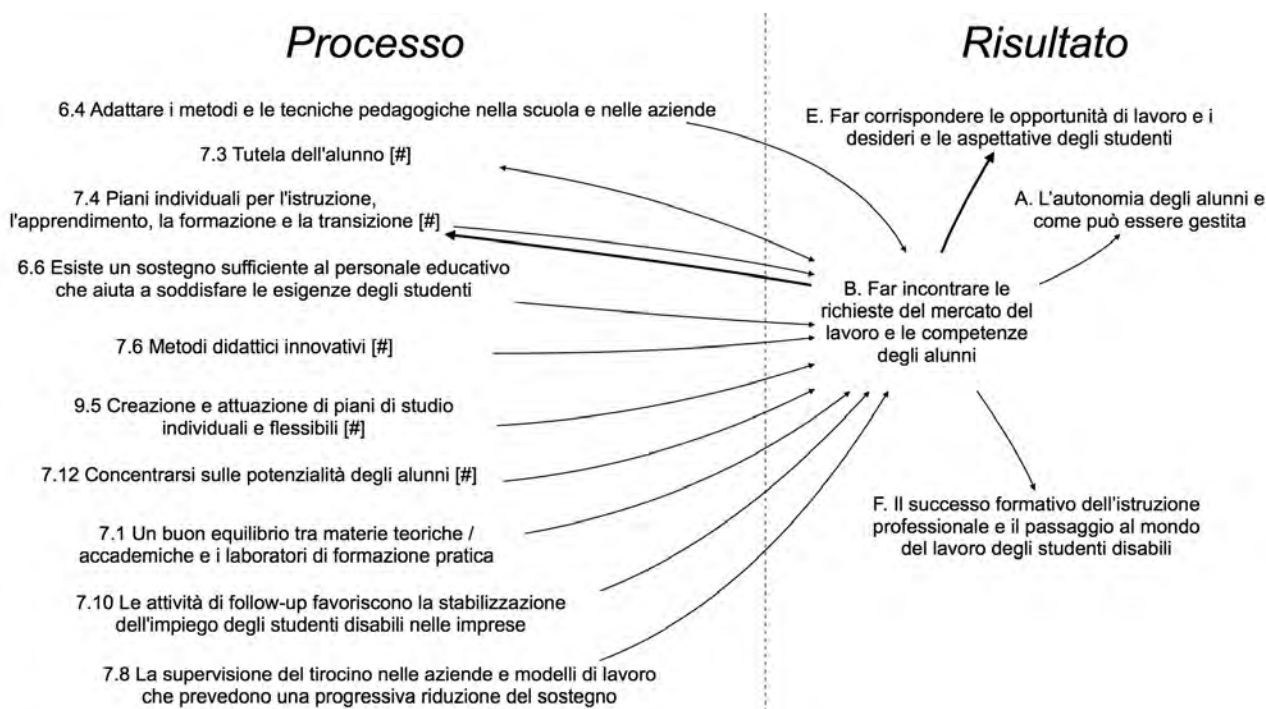 Processo
6.4 Adattare i metodi e le tecniche pedagogiche nella scuola e nelle aziende
7.3 Tutela dell'alunno [#]
7.4 Piani individuali per l'istruzione,
l'apprendimento, la formazione e la transizione [#]
6.6 Esiste un sostegno sufficiente al personale educativo
che aiuta a soddisfare le esigenze degli studenti
7.6 Metodi didattici innovativi [#]
9.5 Creazione e attuazione di piani di studio
individuali e flessibili [#]
7.12 Concentrarsi sulle potenzialità degli alunni [#]
7.1 Un buon equilibrio tra materie teoriche /
accademiche e i laboratori di formazione pratica
7.10 Le attività di follow-up favoriscono la stabilizzazione
dell'impiego degli studenti disabili nelle imprese
7.8 La supervisione del tirocino nelle aziende e modelli di lavoro
che prevedono una progressiva riduzione del sostegno
Risultato
E. Far corrispondere le opportunità di lavoro e i
desideri e le aspettative degli studenti
A. L'autonomia degli alunni e
come può essere gestita
B. Far incontrare le
richieste del mercato del
lavoro e le competenze
degli alunni
F. Il successo formativo dell'istruzione
professionale e il passaggio al mondo
del lavoro degli studenti disabili